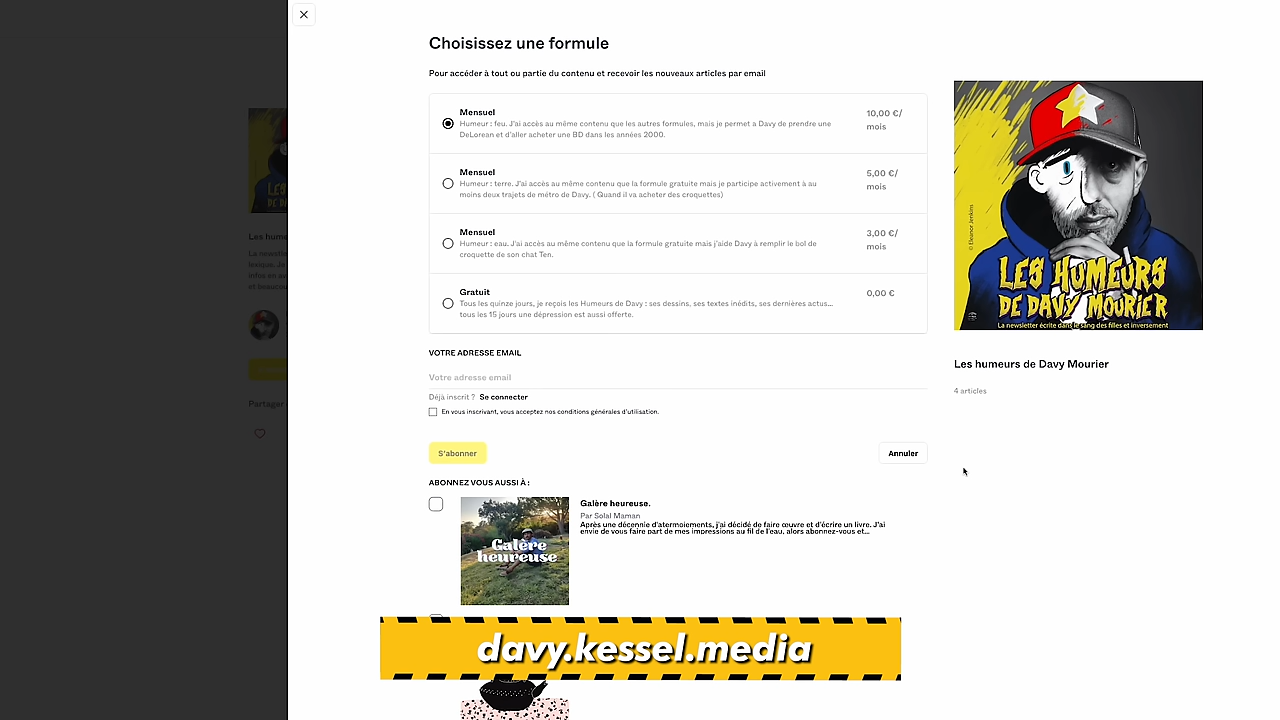 Choisissez une formule
Pour accéder à tout ou partie du contenu et recevoir les nouveaux articles par email
Mensuel
Humeur : feu. J'ai accès au même contenu que les autres formules, mais je permet a Davy de prendre une
DeLorean et d'aller acheter une BD dans les années 2000.
10,00 €/
mois
Mensuel
Humeur : terre. J'ai accès au même contenu que la formule gratuite mais je participe activement à au
moins deux trajets de métro de Davy. ( Quand il va acheter des croquettes)
5,00 €/
mois
Mensuel
Humeur : eau. J'ai accès au même contenu que la formule gratuite mais j'aide Davy à remplir le bol de
croquette de son chat Ten.
3,00 €/
mois
Gratuit
Tous les quinze jours, je reçois les Humeurs de Davy : ses dessins, ses textes inédits, ses dernières actus...
tous les 15 jours une dépression est aussi offerte.
0,00 €
VOTRE ADRESSE EMAIL
Votre adresse email
Déjà inscrit ? Se connecter
En vous inscrivant, vous acceptez nos conditions générales d'utilisation.
S'abonner
Annuler
ABONNEZ VOUS AUSSI À :
Galère heureuse.
Par Solal Maman
Après une décennie d'atermoiements, j'ai décidé de faire œuvre et d'écrire un livre. J'ai
envie de vous faire part de mes impressions au fil de l'eau, alors abonnez-vous et...
Galère
heureuse
davy.kessel.media
© Eleanor Jenkins
LES HUMEURS
DE DAVY MOURIER
La newsletter écrite dans le sang des filles et inversement
Les humeurs de Davy Mourier
4 articles
Les hume
La newsle
Partager